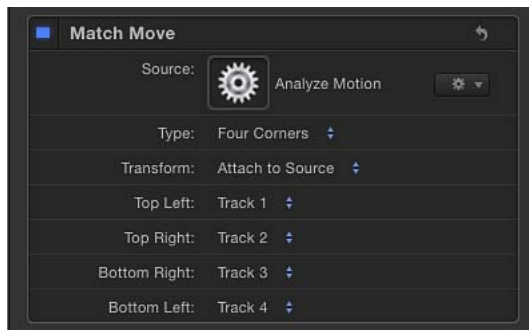 Match Move
Source: Analyze Motion
Type: Four Corners
Transform: Attach to Source
Top Left: Track 1
Top Right: Track 2
Bottom Right: Track 3
Bottom Left: Track 4